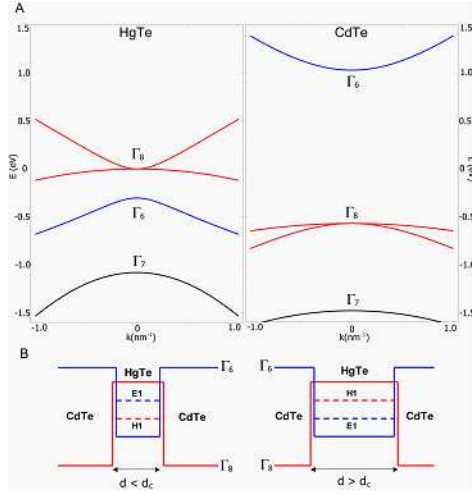 A
HgTe
CdTe
1.5
1.0
0.5
0
-0.5
-1.0
-1.5
E (eV)
Γ8
Γ6
Γ7
Γ6
Γ8
Γ7
1.5
1.0
0.5
0
-0.5
-1.0
-1.5
-1.0
0
1.0
-1.0
0
1.0
k(nm-1)
k(nm-1)
B
HgTe
Γ6
CdTe
E1
H1
CdTe
Γ8
d < dc
Γ6
HgTe
CdTe
H1
E1
CdTe
Γ8
d > dc